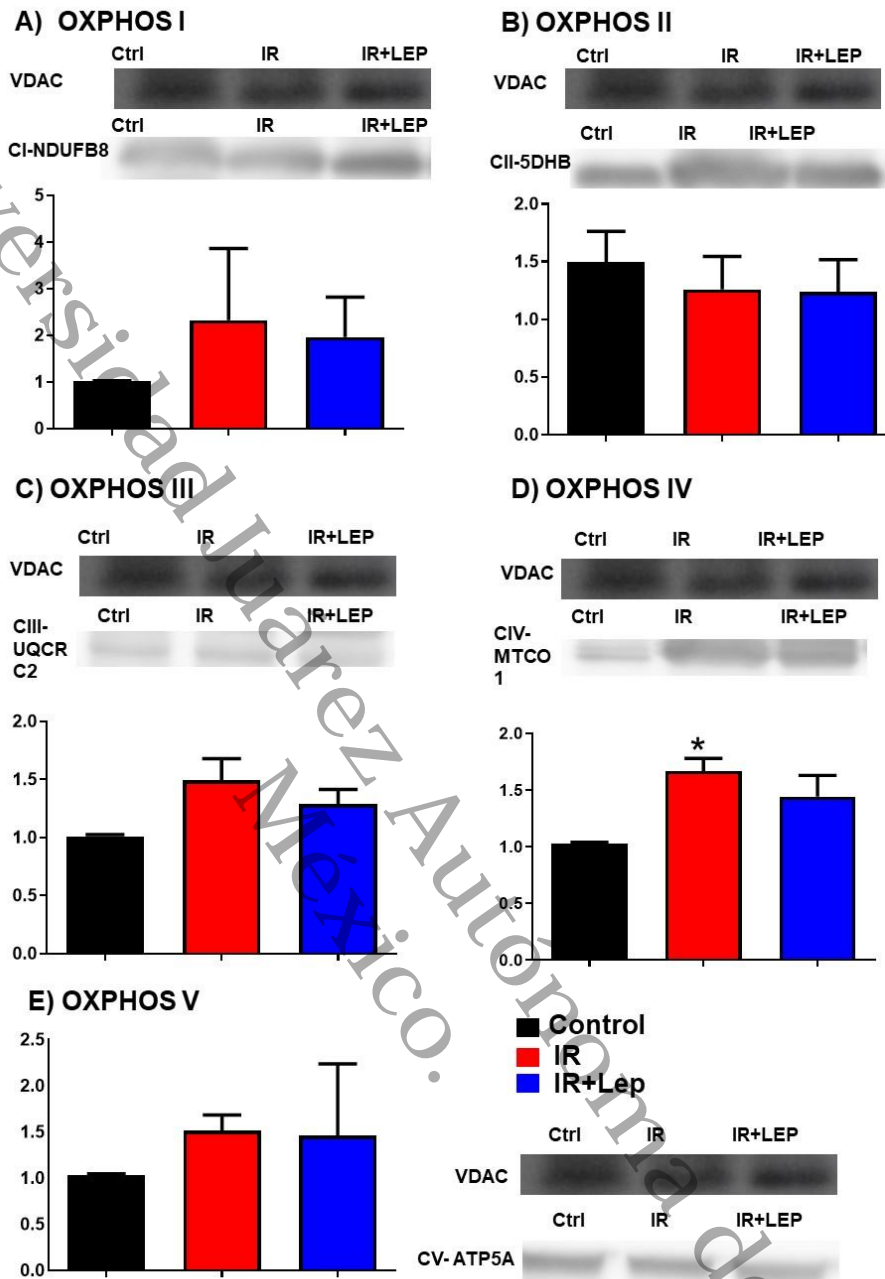 A) OXPHOS I
Ctrl IR IR+LEP
VDAC
Ctrl IR IR+LEP
CI-NDUFB8
5
4
3
2
1
0
B) OXPHOS II
Ctrl IR IR+LEP
VDAC
Ctrl IR IR+LEP
CII-5DHB
2.0
1.5
1.0
0.5
0.0
C) OXPHOS III
Ctrl IR IR+LEP
VDAC
Ctrl IR IR+LEP
CIII-
UQCR
C2
2.0
1.5
1.0
0.5
0.0
D) OXPHOS IV
Ctrl IR IR+LEP
VDAC
Ctrl IR IR+LEP
CIV-
MTCO
1
2.0
1.5
1.0
0.5
0.0
*
E) OXPHOS V
2.5
2.0
1.5
1.0
0.5
0.0
Control
IR
IR+Lep
Ctrl IR IR+LEP
VDAC
Ctrl IR IR+LEP
CV- ATP5A
versidad Juarez Autónoma de
México.